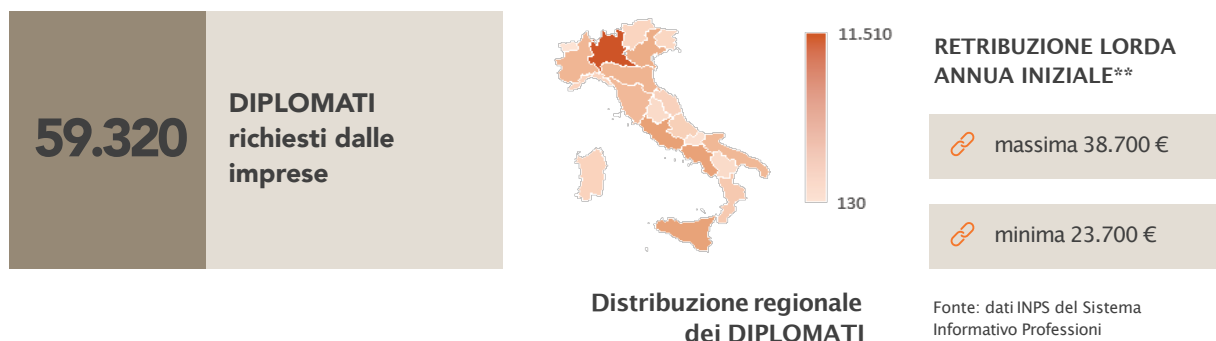 59.320
DIPLOMATI
richiesti dalle
imprese
11.510
130
Distribuzione regionale
dei DIPLOMATI
RETRIBUZIONE LORDA
ANNUA INIZIALE**
massima 38.700 €
minima 23.700 €
Fonte: dati INPS del Sistema
Informativo Professioni